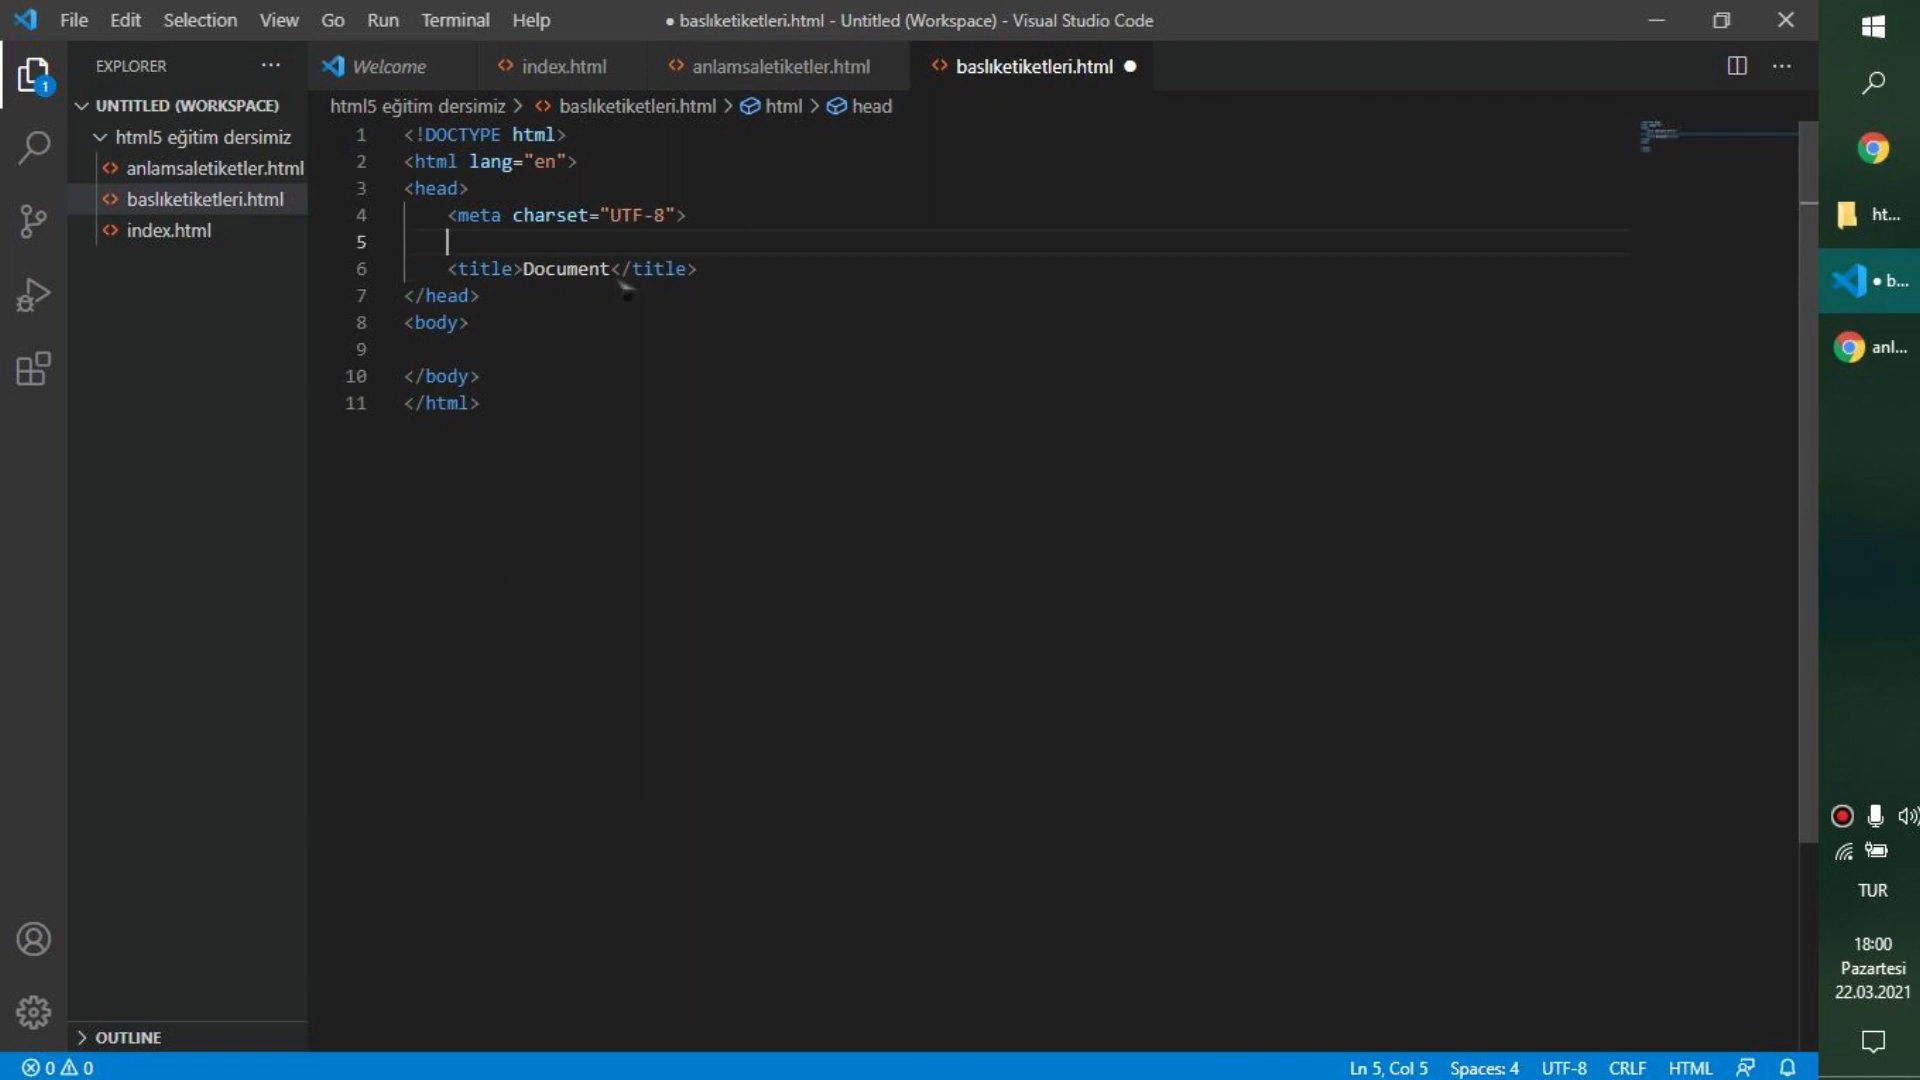 File Edit Selection View Go Run Terminal Help
● baslıketiketleri.html - Untitled (Workspace) - Visual Studio Code
EXPLORER
1
UNTITLED (WORKSPACE)
html5 eğitim dersimiz
anlamsaletiketler.html
baslıketiketleri.html
index.html
OUTLINE
Welcome index.html anlamsaletiketler.html baslıketiketleri.html ●
html5 eğitim dersimiz > baslıketiketleri.html > html > head
1 <!DOCTYPE html>
2 <html lang="en">
3 <head>
4 <meta charset="UTF-8">
5
6 <title>Document</title>
7 </head>
8 <body>
9
10 </body>
11 </html>
0 0
Ln 5, Col 5 Spaces: 4 UTF-8 CRLF HTML
ht...
● b...
anl...
TUR
18:00
Pazartesi
22.03.2021